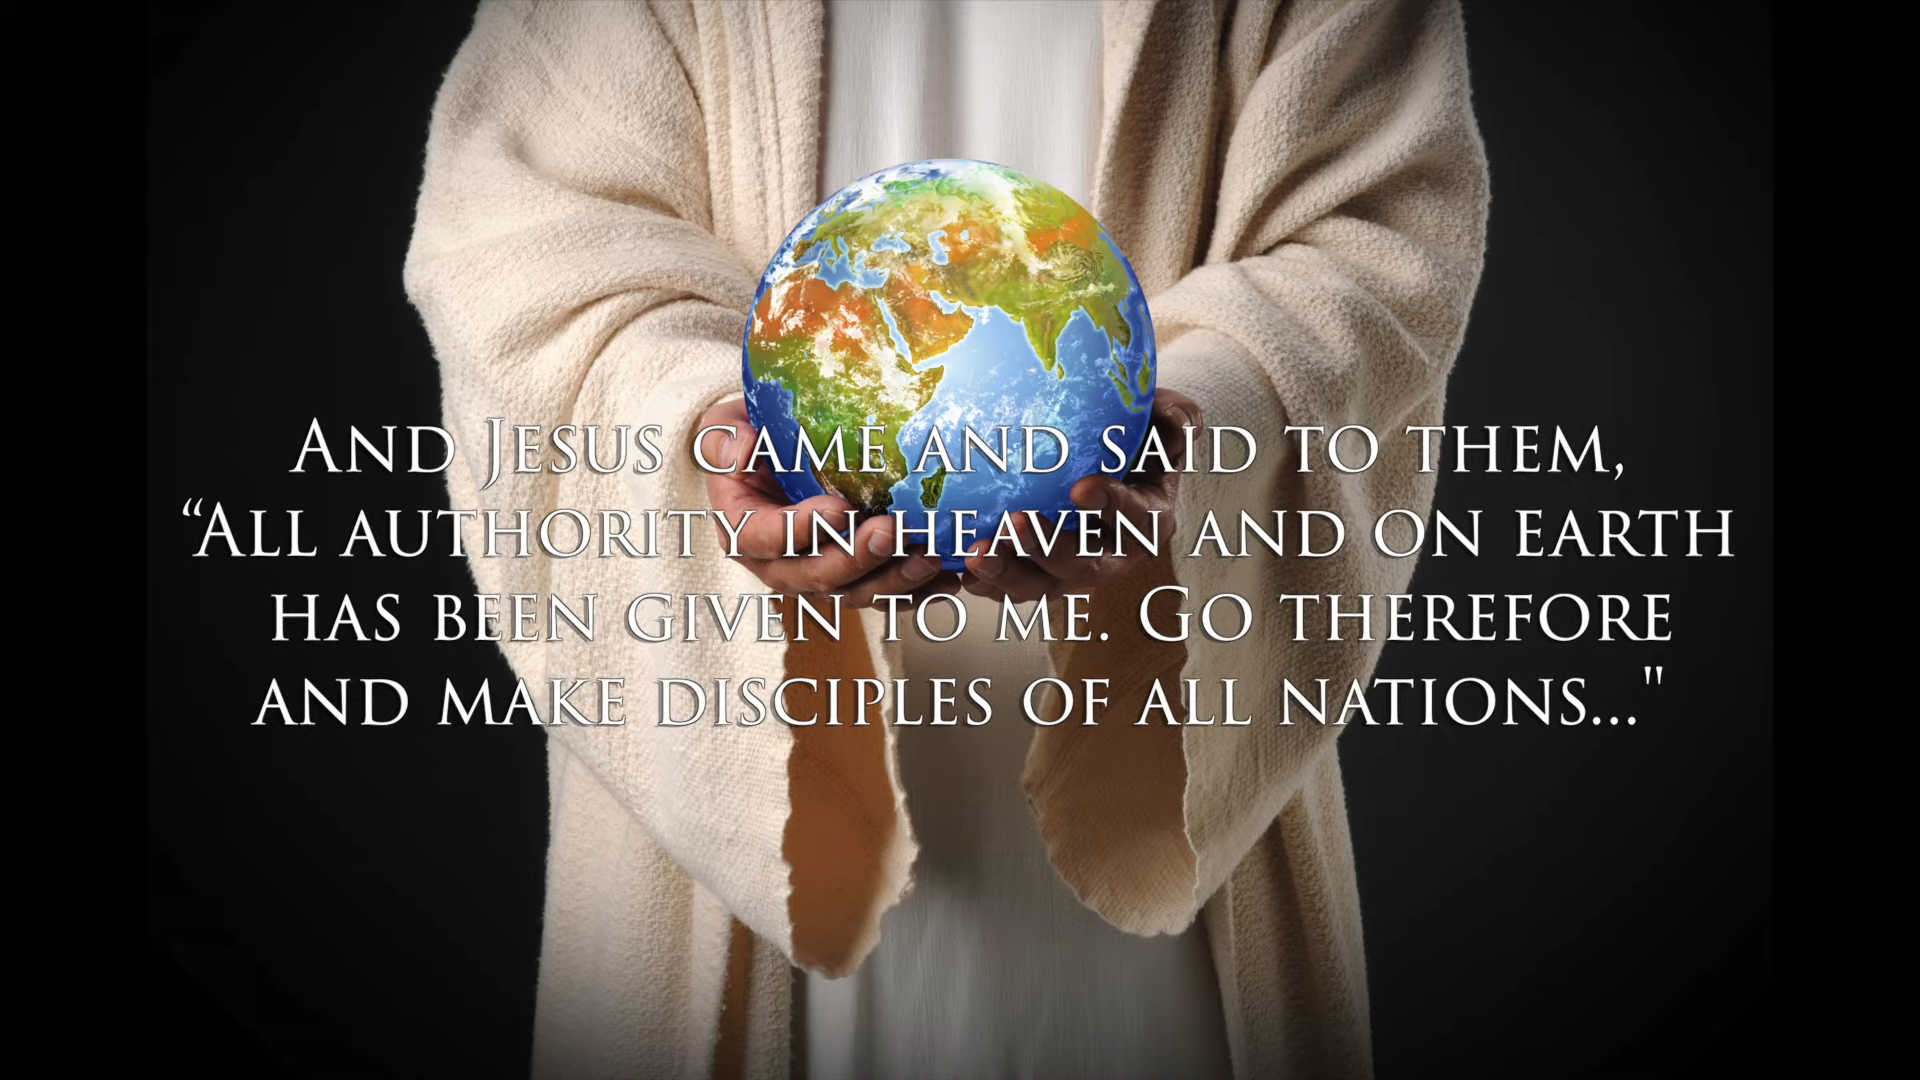 And Jesus came and said to them,
“All authority in heaven and on earth
has been given to me. Go therefore
and make disciples of all nations..."